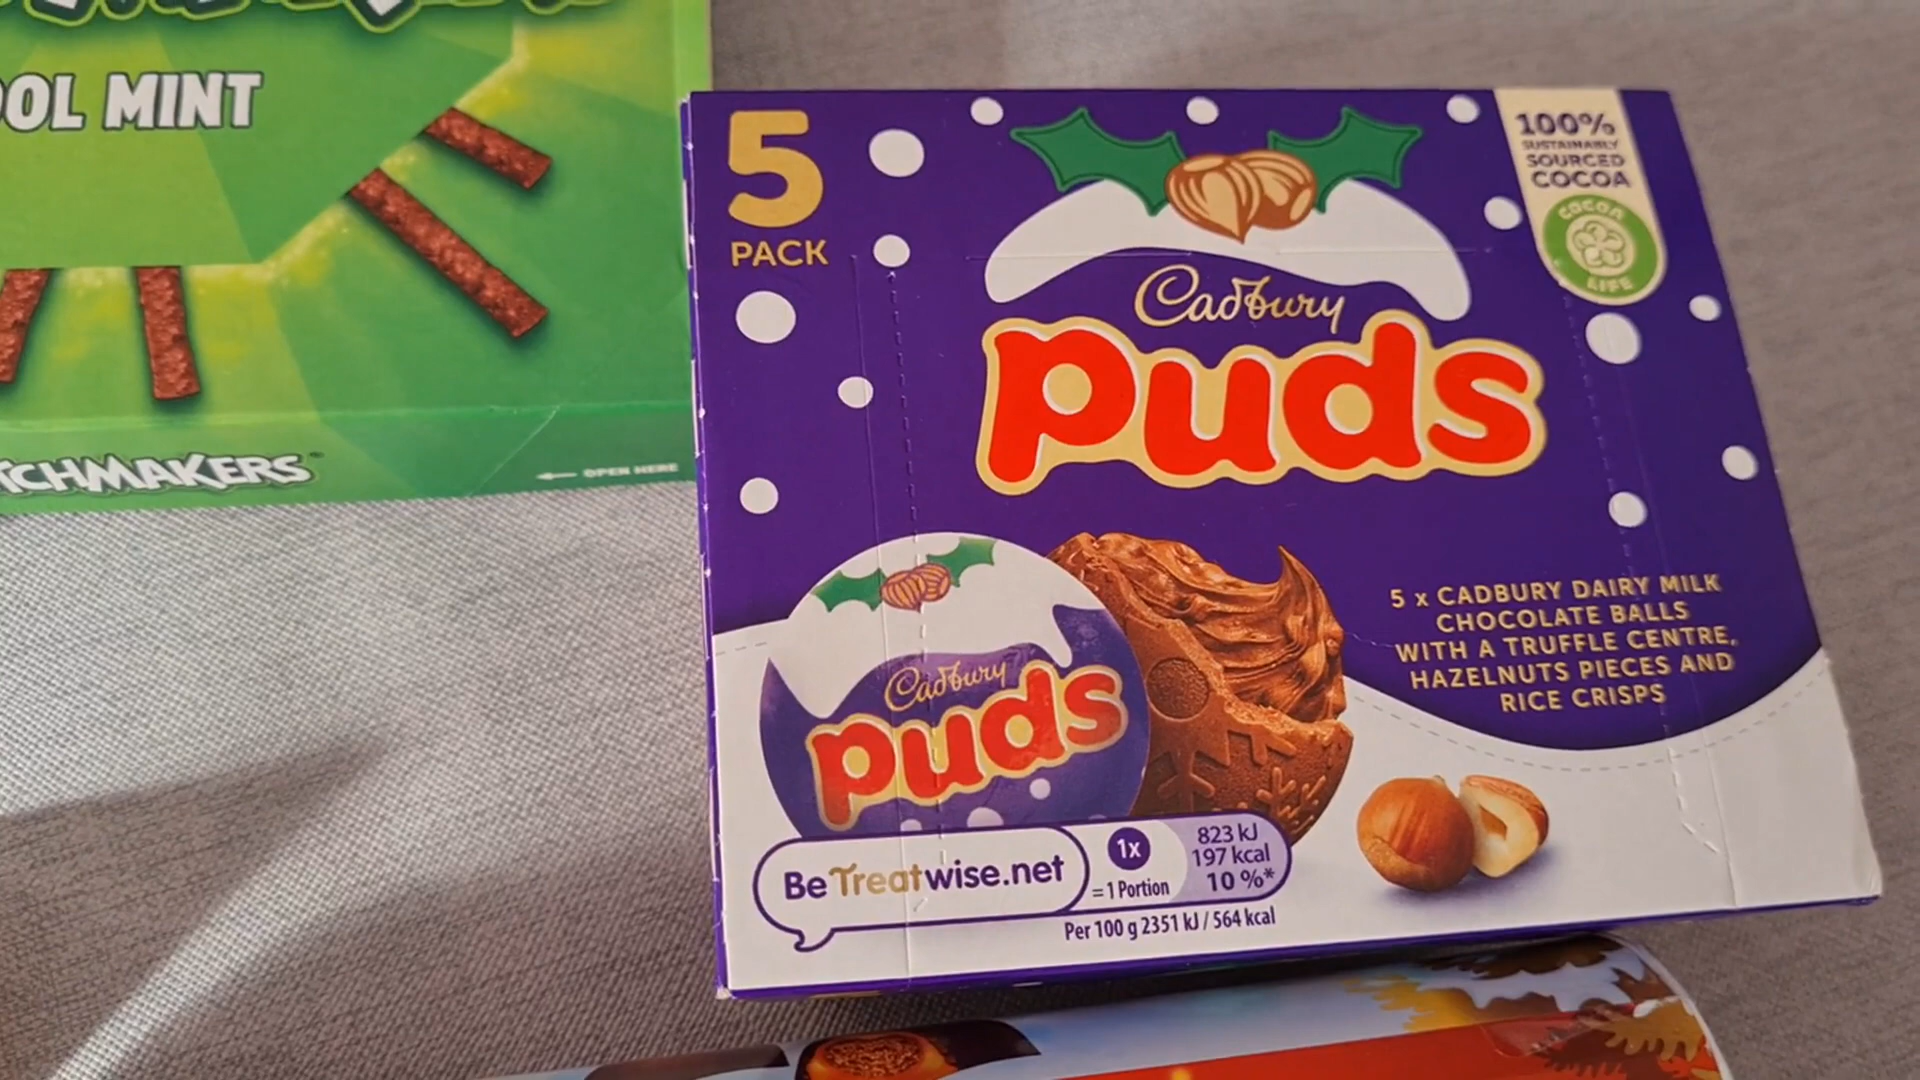 OOL MINT
TCHMAKERS
← OPEN HERE
5
PACK
100%
SUSTAINABLY
SOURCED
COCOA
COCOA
LIFE
Cadbury
Puds
5 x CADBURY DAIRY MILK
CHOCOLATE BALLS
WITH A TRUFFLE CENTRE,
HAZELNUTS PIECES AND
RICE CRISPS
Cadbury
Puds
Be Treatwise.net
1x
= 1 Portion
823 kJ
197 kcal
10 %*
Per 100 g 2351 kJ / 564 kcal